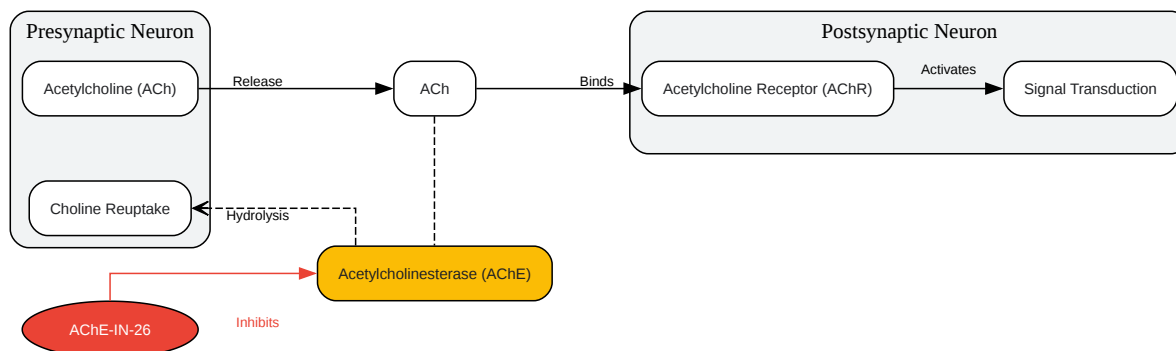 Presynaptic Neuron
Postsynaptic Neuron
Acetylcholine (ACh)
Release
ACh
Binds
Acetylcholine Receptor (AChR)
Activates
Signal Transduction
Choline Reuptake
Hydrolysis
Acetylcholinesterase (AChE)
AChE-IN-26
Inhibits